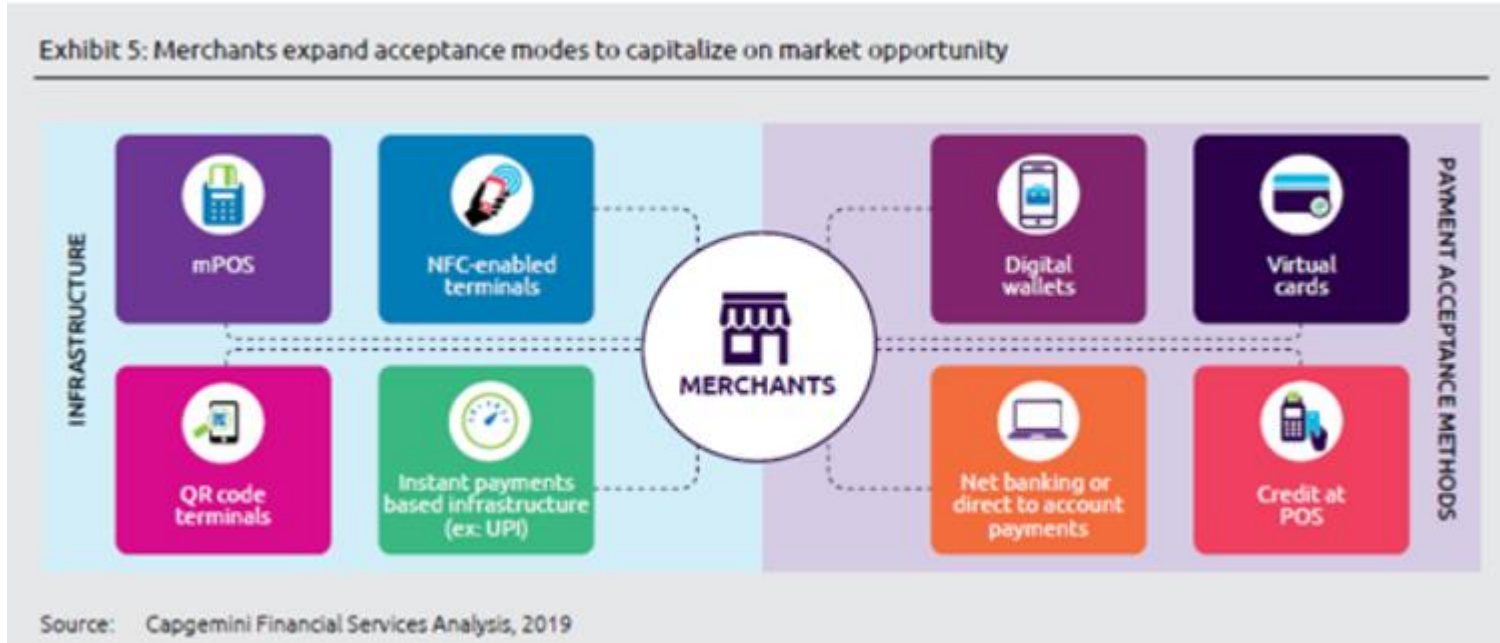 Exhibit 5: Merchants expand acceptance modes to capitalize on market opportunity
INFRASTRUCTURE
mPOS
NFC-enabled
terminals
QR code
terminals
Instant payments
based infrastructure
(ex: UPI)
MERCHANTS
Digital
wallets
Virtual
cards
Net banking or
direct to account
payments
Credit at
POS
PAYMENT ACCEPTANCE METHODS
Source: Capgemini Financial Services Analysis, 2019